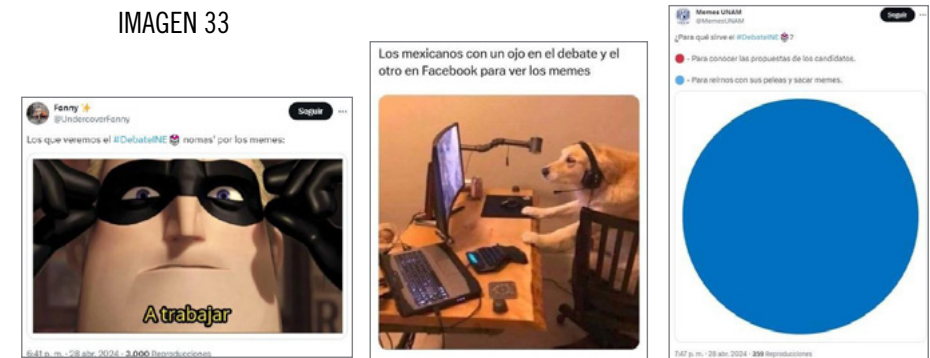 IMAGEN 33
Fanny
@UndercoverFanny
Seguir
Los que veremos el #DebateINE nomas' por los memes:
A trabajar
6:41 p. m. · 28 abr. 2024 · 3,000 Reproducciones
Los mexicanos con un ojo en el debate y el
otro en Facebook para ver los memes
Memes UNAM
@MemesUNAM
Seguir
¿Para qué sirve el #DebateINE ?
- Para conocer las propuestas de los candidatos.
- Para reírnos con sus peleas y sacar memes.
7:47 p. m. · 28 abr. 2024 · 359 Reproducciones